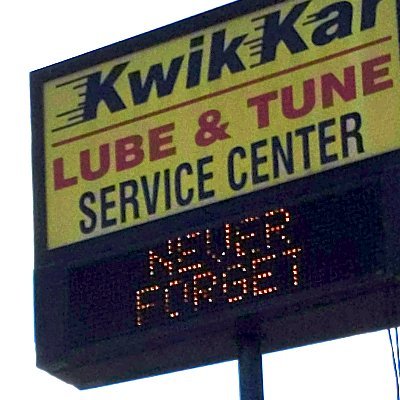 KwikKar
LUBE & TUNE
SERVICE CENTER
NEVER
FORGET